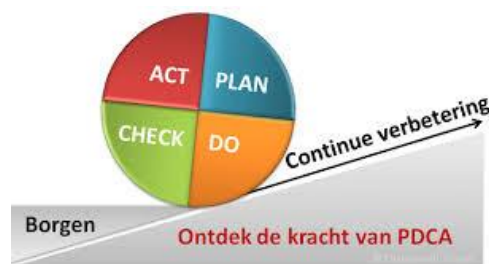 ACT
PLAN
CHECK
DO
Continue verbetering
Borgen
Ontdek de kracht van PDCA